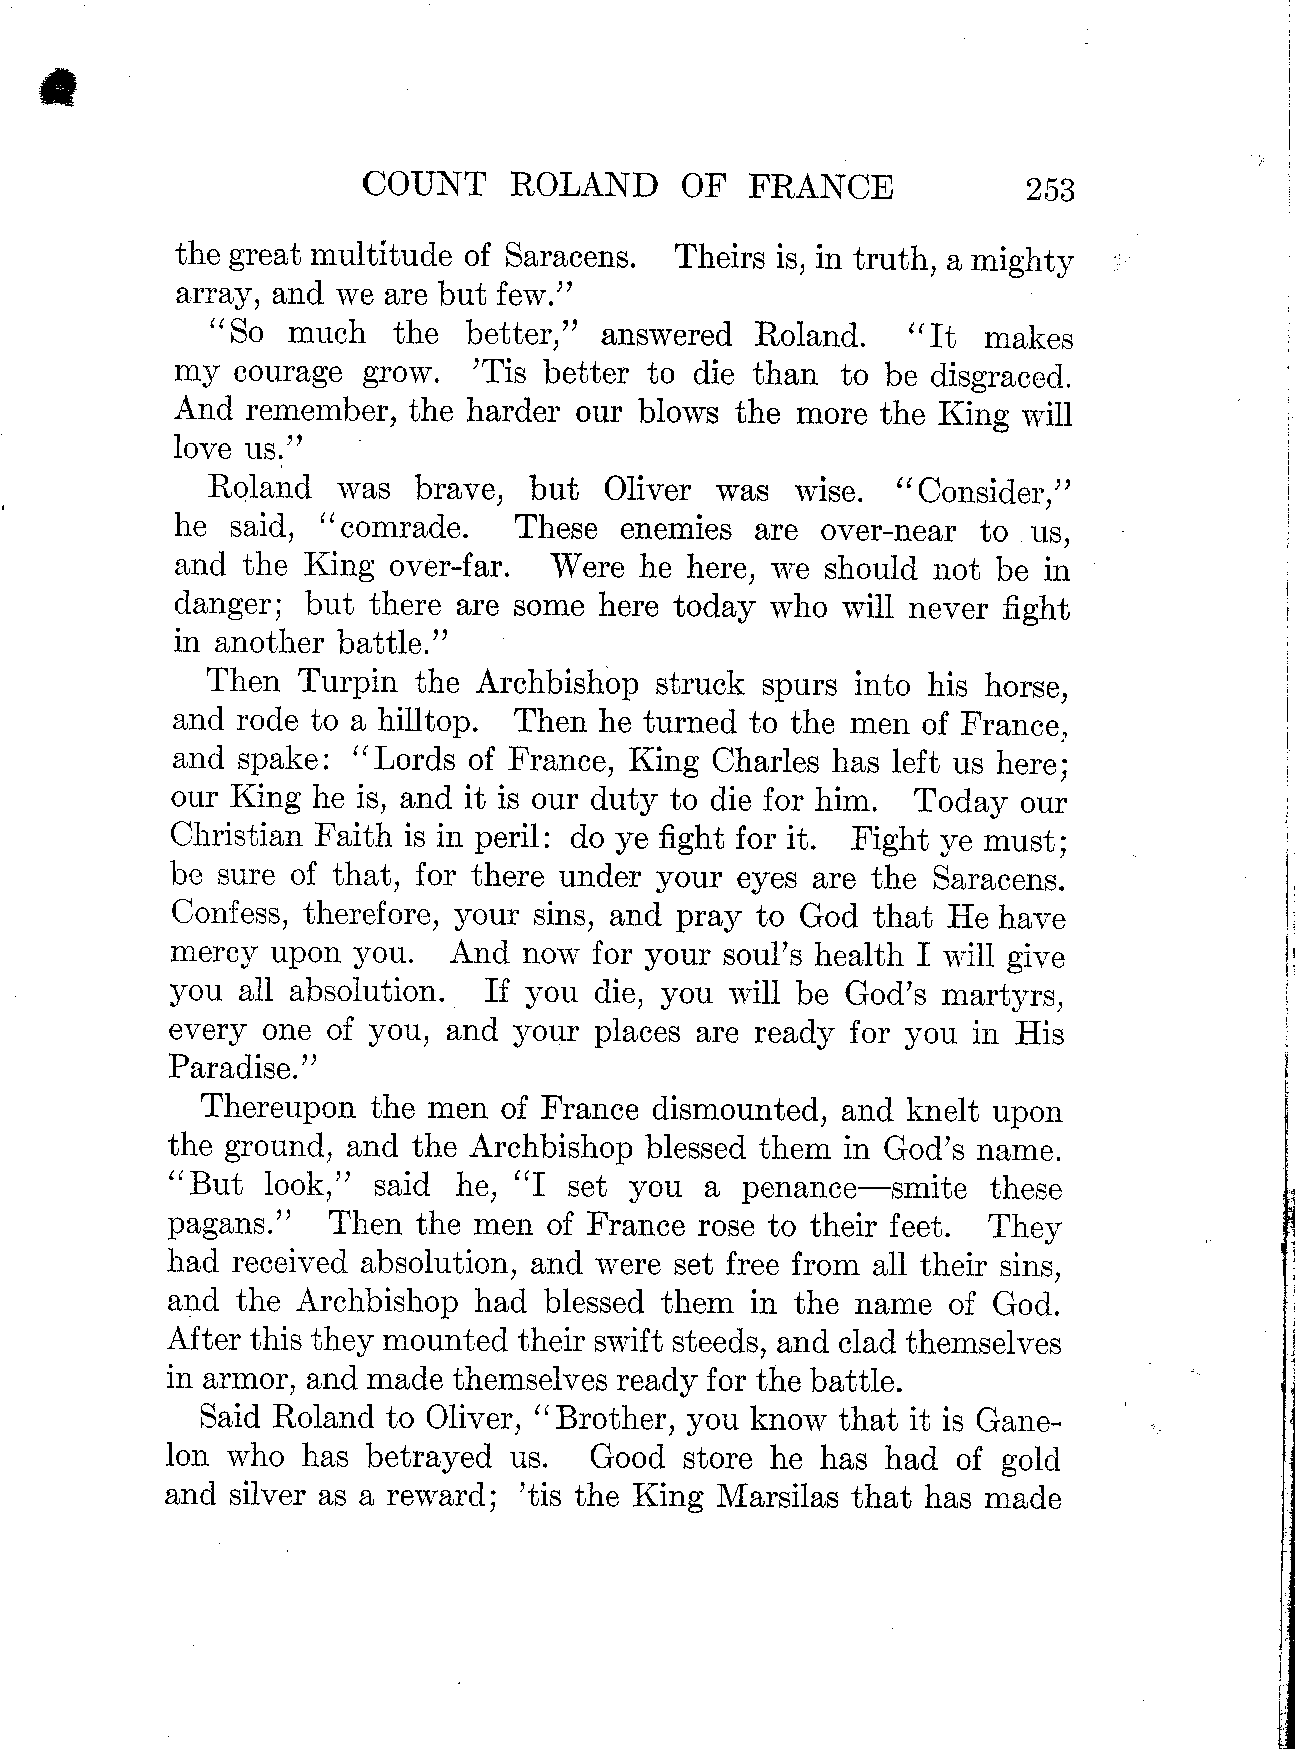 COUNT ROLAND OF FRANCE 253
the great multitude of Saracens. Theirs is, in truth, a mighty
array, and we are but few."
"So much the better," answered Roland. "It makes
my courage grow. 'Tis better to die than to be disgraced.
And remember, the harder our blows the more the King will
love us."
Roland was brave, but Oliver was wise. "Consider,"
he said, "comrade. These enemies are over-near to us,
and the King over-far. Were he here, we should not be in
danger; but there are some here today who will never fight
in another battle."
Then Turpin the Archbishop struck spurs into his horse,
and rode to a hilltop. Then he turned to the men of France,
and spake: "Lords of France, King Charles has left us here;
our King he is, and it is our duty to die for him. Today our
Christian Faith is in peril: do ye fight for it. Fight ye must;
be sure of that, for there under your eyes are the Saracens.
Confess, therefore, your sins, and pray to God that He have
mercy upon you. And now for your soul's health I will give
you all absolution. If you die, you will be God's martyrs,
every one of you, and your places are ready for you in His
Paradise."
Thereupon the men of France dismounted, and knelt upon
the ground, and the Archbishop blessed them in God's name.
"But look," said he, "I set you a penance—smite these
pagans." Then the men of France rose to their feet. They
had received absolution, and were set free from all their sins,
and the Archbishop had blessed them in the name of God.
After this they mounted their swift steeds, and clad themselves
in armor, and made themselves ready for the battle.
Said Roland to Oliver, "Brother, you know that it is Gane-
lon who has betrayed us. Good store he has had of gold
and silver as a reward; 'tis the King Marsilas that has made